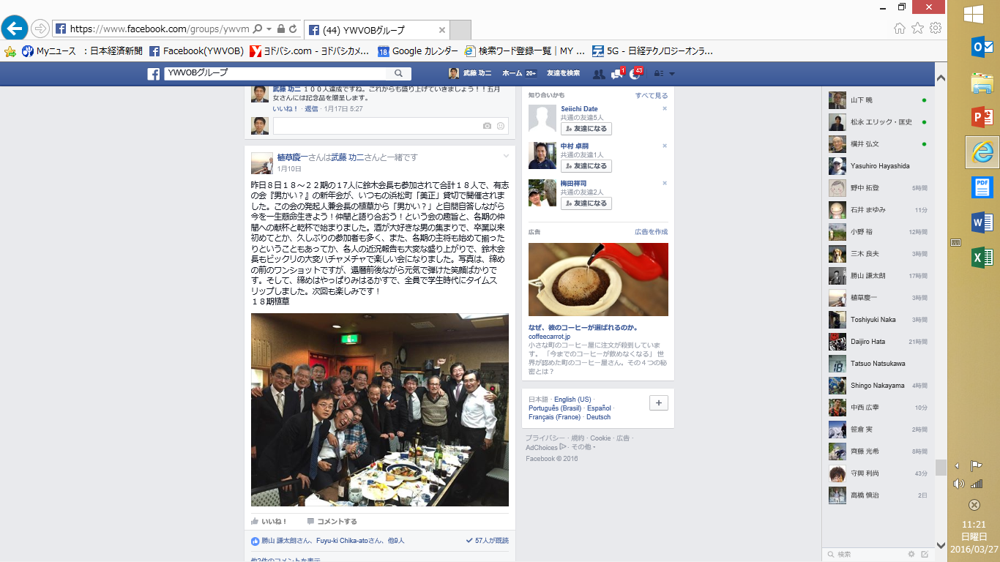 https://www.facebook.com/groups/ywvm
(44) YWVOBグループ
Myニュース ：日本経済新聞
Facebook(YWVOB)
ヨドバシ.com - ヨドバシカメ...
Google カレンダー
検索ワード登録一覧 | MY ...
5G - 日経テクノロジーオンラ...
YWVOBグループ
武藤 功二
ホーム 20+
友達を検索
1
43
武藤 功二 １００人達成ですね。これからも盛り上げていきましょう！！五月
女さんには記念品を贈呈します。
いいね！ · 返信 · 1月17日 5:27
植草慶一さんは武藤 功二さんと一緒です
1月10日
昨日８日１８～２２期の１７人に鈴木会長も参加されて合計１８人で、有志
の会『男かい？』の新年会が、いつもの浜松町「美正」貸切で開催されま
した。この会の発起人兼会長の植草から「男かい？」と自問自答しながら
今を一生懸命生きよう！仲間と語り合おう！という会の趣旨と、各期の仲
間への献杯と乾杯で始まりました。酒が大好きな男の集まりで、卒業以来
初めてとか、久しぶりの参加者も多く、また、各期の主将も始めて揃った
りということもあってか、各人の近況報告も大変な盛り上がりで、鈴木会
長もビックリの大変ハチャメチャで楽しい会になりました。写真は、締め
の前のワンショットですが、還暦前後ながら元気で弾けた笑顔ばかりで
す。そして、締めはやっぱりみはるかすで、全員で学生時代にタイムス
リップしました。次回も楽しみです！
１８期植草
いいね！ コメントする
勝山 謙太朗さん、Fuyu-ki Chika-atoさん、他9人
57人が既読
他2件のコメントを表示
知り合いかも
すべて見る
Seiichi Date
共通の友達5人
友達になる
中村 卓嗣
共通の友達1人
友達になる
梅田祥司
共通の友達2人
友達になる
広告
広告を作成
なぜ、彼のコーヒーが選ばれるのか。
coffeecarrot.jp
小さな町のコーヒー屋に注文が殺到していま
す。「今までのコーヒーが飲めなくなる」 世
界が認めた町のコーヒー屋さん。その４つの秘
密とは？
日本語 · English (US) ·
Português (Brasil) · Español ·
Français (France) · Deutsch
プライバシー · 規約 · Cookie · 広告 ·
AdChoices · その他
Facebook © 2016
山下 暁
松永 エリック・匡史
横井 弘文
Yasuhiro Hayashida
野中 拓登 5時間
石井 まゆみ 11分
小野 裕 12時間
三木 良夫 3時間
勝山 謙太朗 17時間
植草慶一 3時間
Toshiyuki Naka 3時間
Daijiro Hata 21時間
Tatsuo Natsukawa
Shingo Nakayama 4時間
中西 広幸 10分
笹倉 実 2時間
齊藤 光希 8時間
守興 利尚 43分
高橋 慎治 2日
検索
PDF
11:21
日曜日
2016/03/27